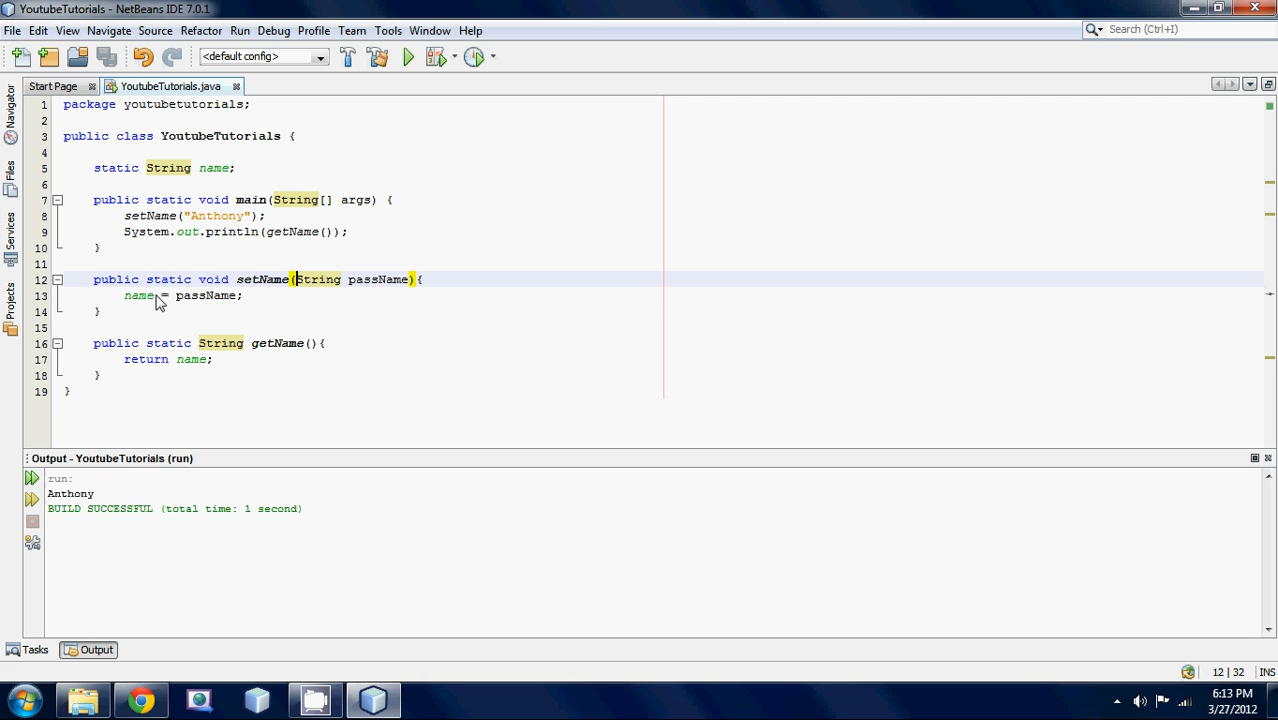 YoutubeTutorials - NetBeans IDE 7.0.1
File Edit View Navigate Source Refactor Run Debug Profile Team Tools Window Help
Search (Ctrl+I)
<default config>
Start Page YoutubeTutorials.java
Navigator
Files
Services
Projects
1 package youtubetutorials;
2
3 public class YoutubeTutorials {
4
5 static String name;
6
7 public static void main(String[] args) {
8 setName("Anthony");
9 System.out.println(getName());
10 }
11
12 public static void setName(String passName){
13 name = passName;
14 }
15
16 public static String getName(){
17 return name;
18 }
19 }
Output - YoutubeTutorials (run)
run:
Anthony
BUILD SUCCESSFUL (total time: 1 second)
Tasks Output
12 | 32 INS
6:13 PM
3/27/2012